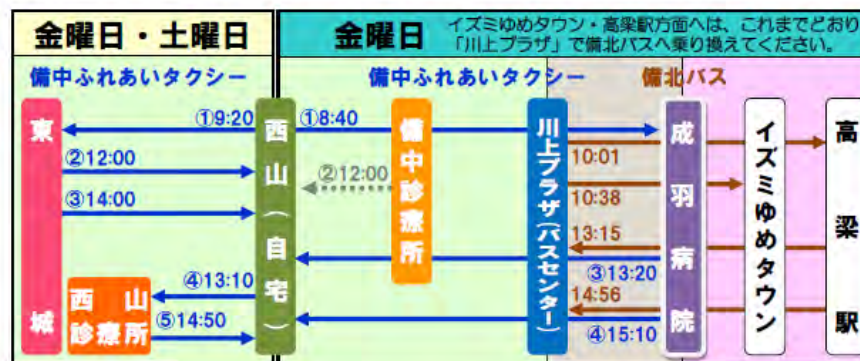 金曜日・土曜日
金曜日
イズミゆめタウン・高梁駅方面へは、これまでどおり
「川上プラザ」で備北バスへ乗り換えてください。
備中ふれあいタクシー
備中ふれあいタクシー
備北バス
東城
①9:20
②12:00
③14:00
西山診療所
④13:10
⑤14:50
西山(自宅)
①8:40
②12:00
備中診療所
川上プラザ(バスセンター)
10:01
10:38
13:15
③13:20
14:56
④15:10
成羽病院
イズミゆめタウン
高梁駅